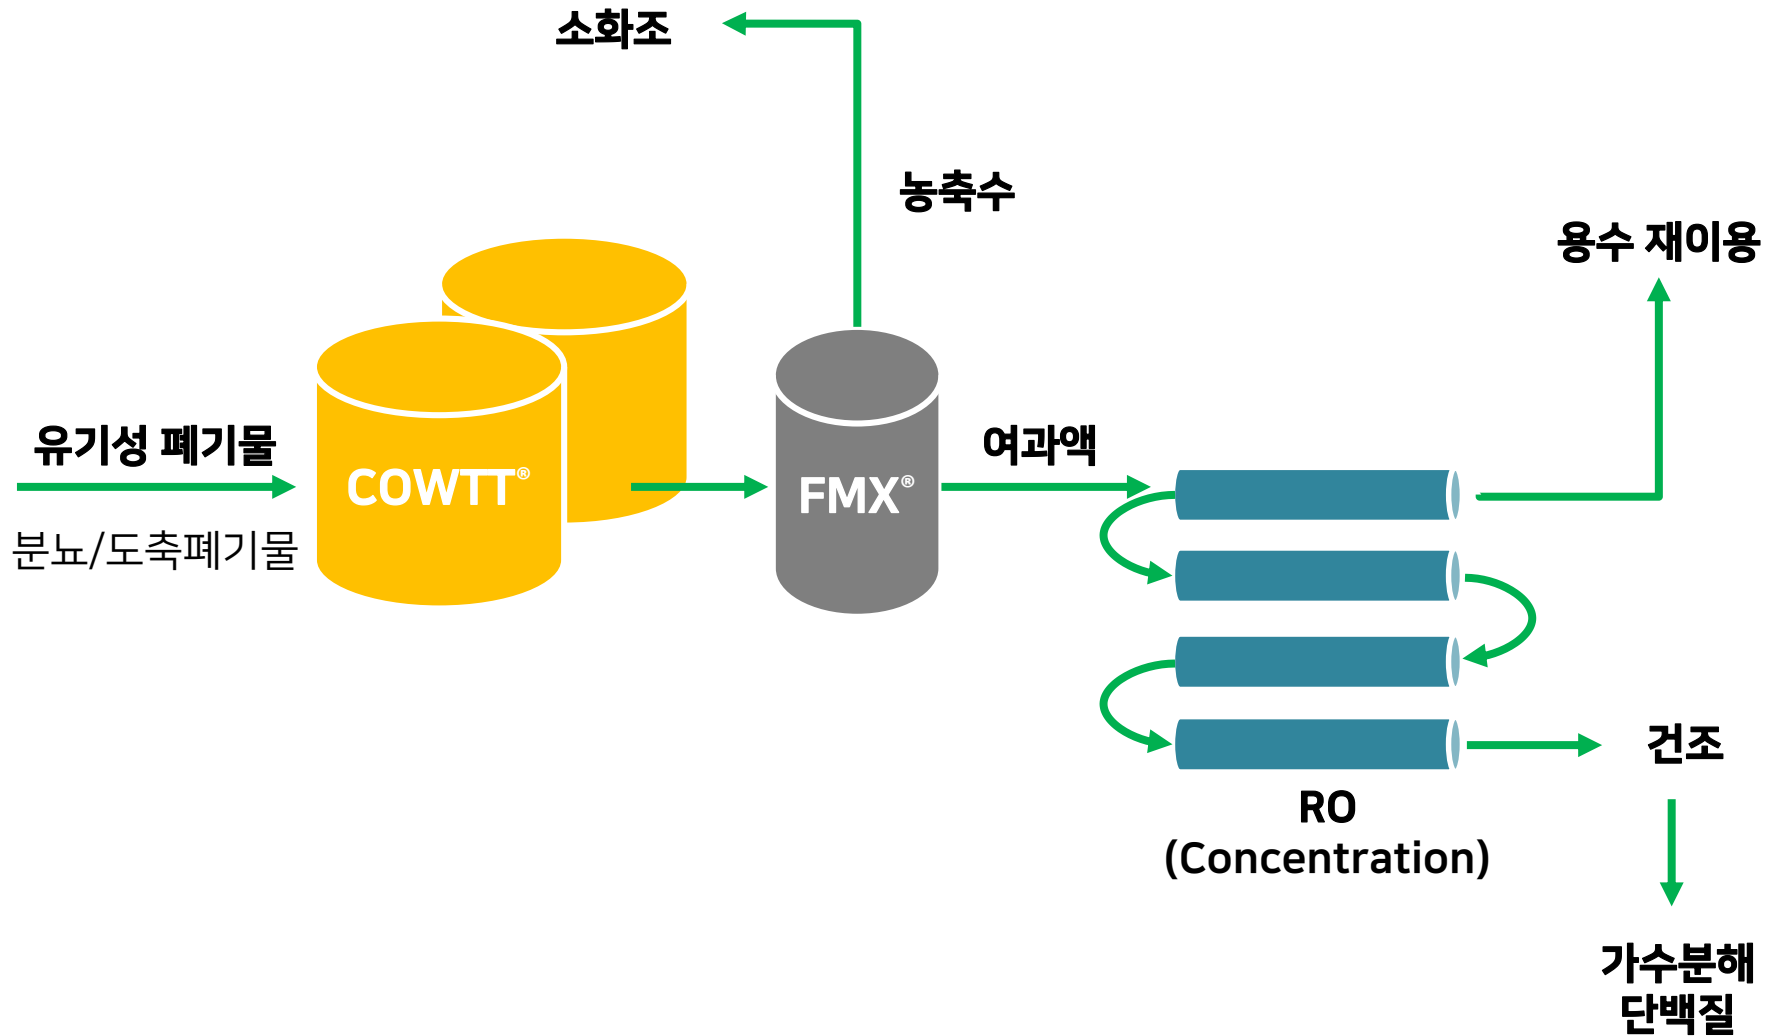 소화조
농축수
용수 재이용
유기성 폐기물
COWTT®
FMX®
여과액
분뇨/도축폐기물
건조
RO
(Concentration)
가수분해
단백질